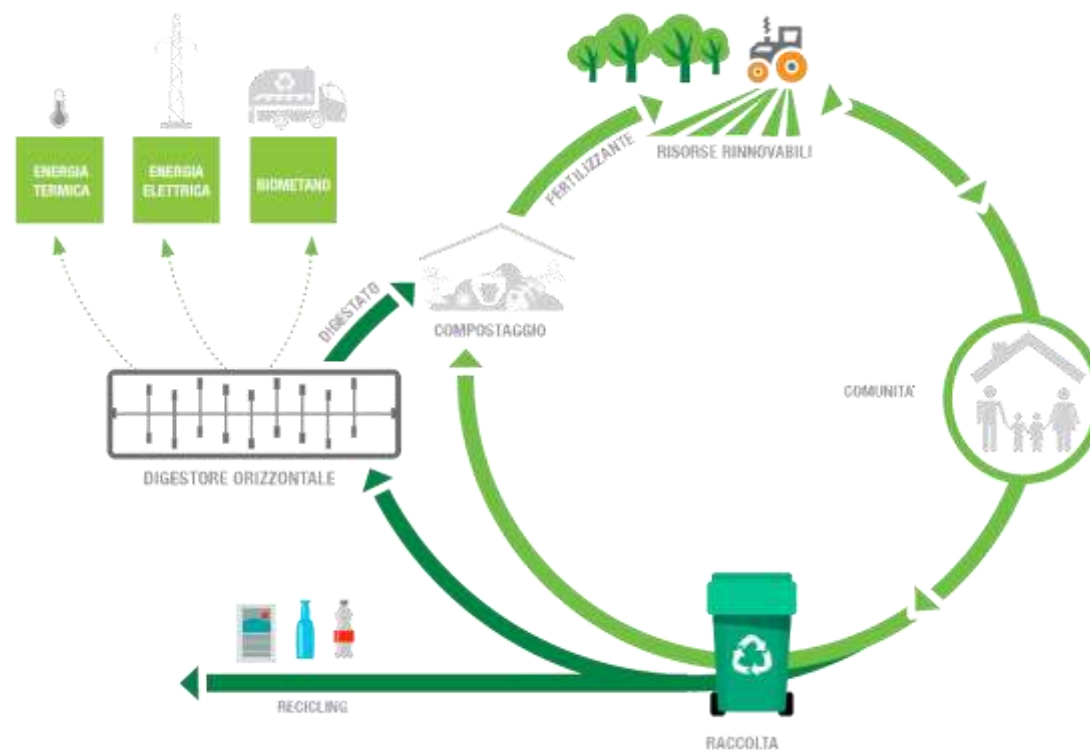 ENERGIA
TERMICA
ENERGIA
ELETTRICA
BIOMETANO
FERTILIZZANTE
RISORSE RINNOVABILI
DIGESTATO
COMPOSTAGGIO
COMUNITA'
DIGESTORE ORIZZONTALE
RECICLING
RACCOLTA